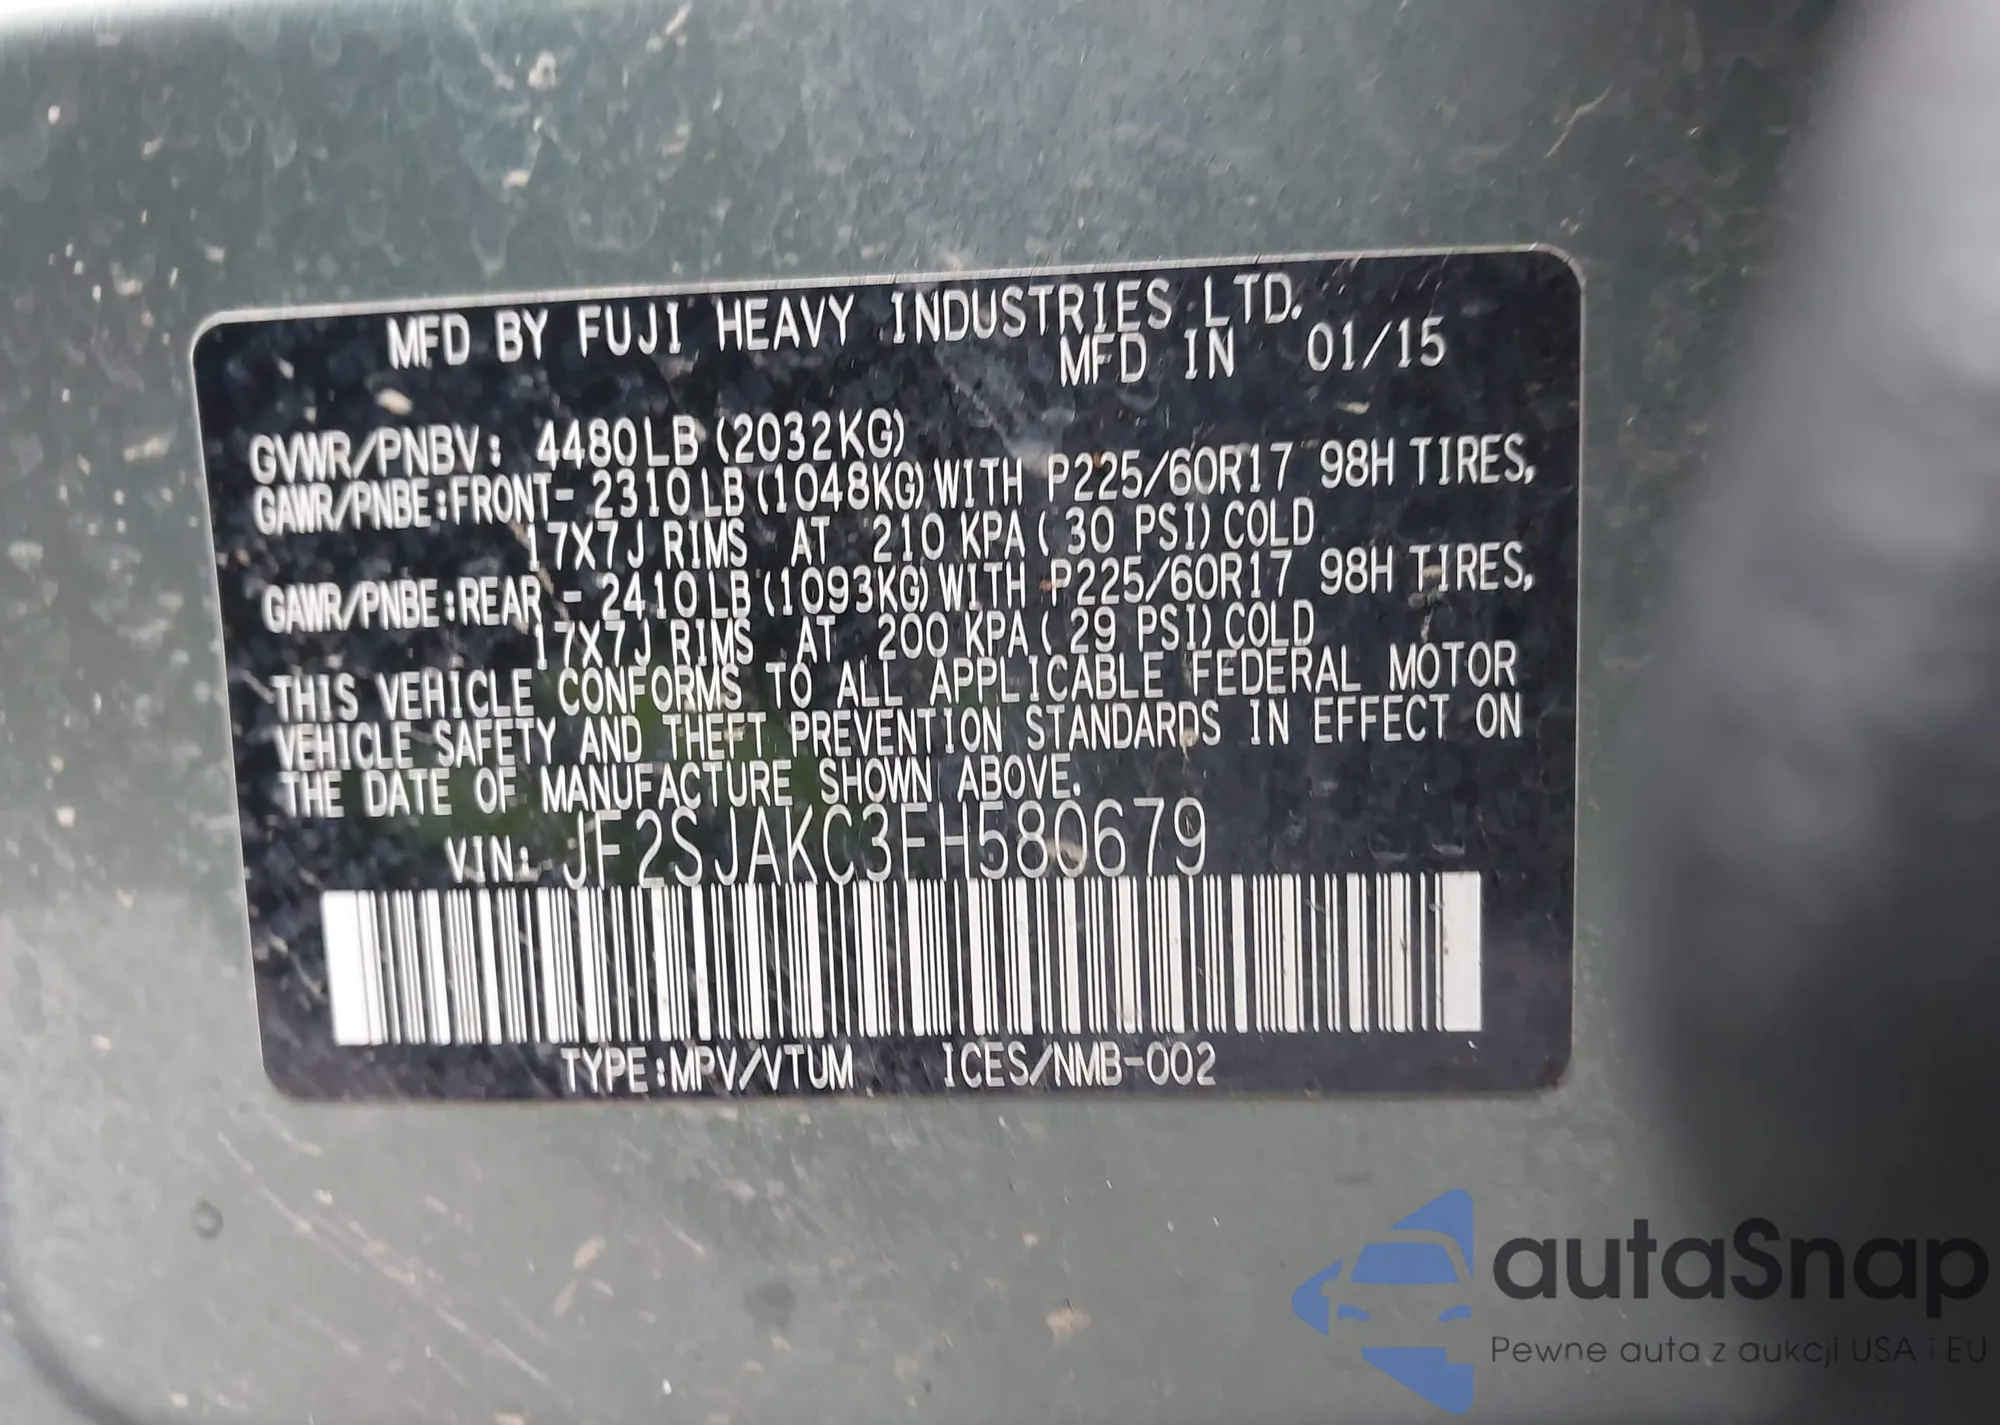 MFD BY FUJI HEAVY INDUSTRIES LTD.
MFD IN 01/15
GVWR/PNBV: 4480LB (2032KG)
GAWR/PNBE:FRONT- 2310LB (1048KG) WITH P225/60R17 98H TIRES,
17X7J RIMS AT 210 KPA ( 30 PSI) COLD
GAWR/PNBE:REAR - 2410LB (1093KG) WITH P225/60R17 98H TIRES,
17X7J RIMS AT 200 KPA ( 29 PSI) COLD
THIS VEHICLE CONFORMS TO ALL APPLICABLE FEDERAL MOTOR
VEHICLE SAFETY AND THEFT PREVENTION STANDARDS IN EFFECT ON
THE DATE OF MANUFACTURE SHOWN ABOVE.
VIN: JF2SJAKC3FH580679
TYPE:MPV/VTUM ICES/NMB-002
autaSnap
Pewne auta z aukcji USA i EU